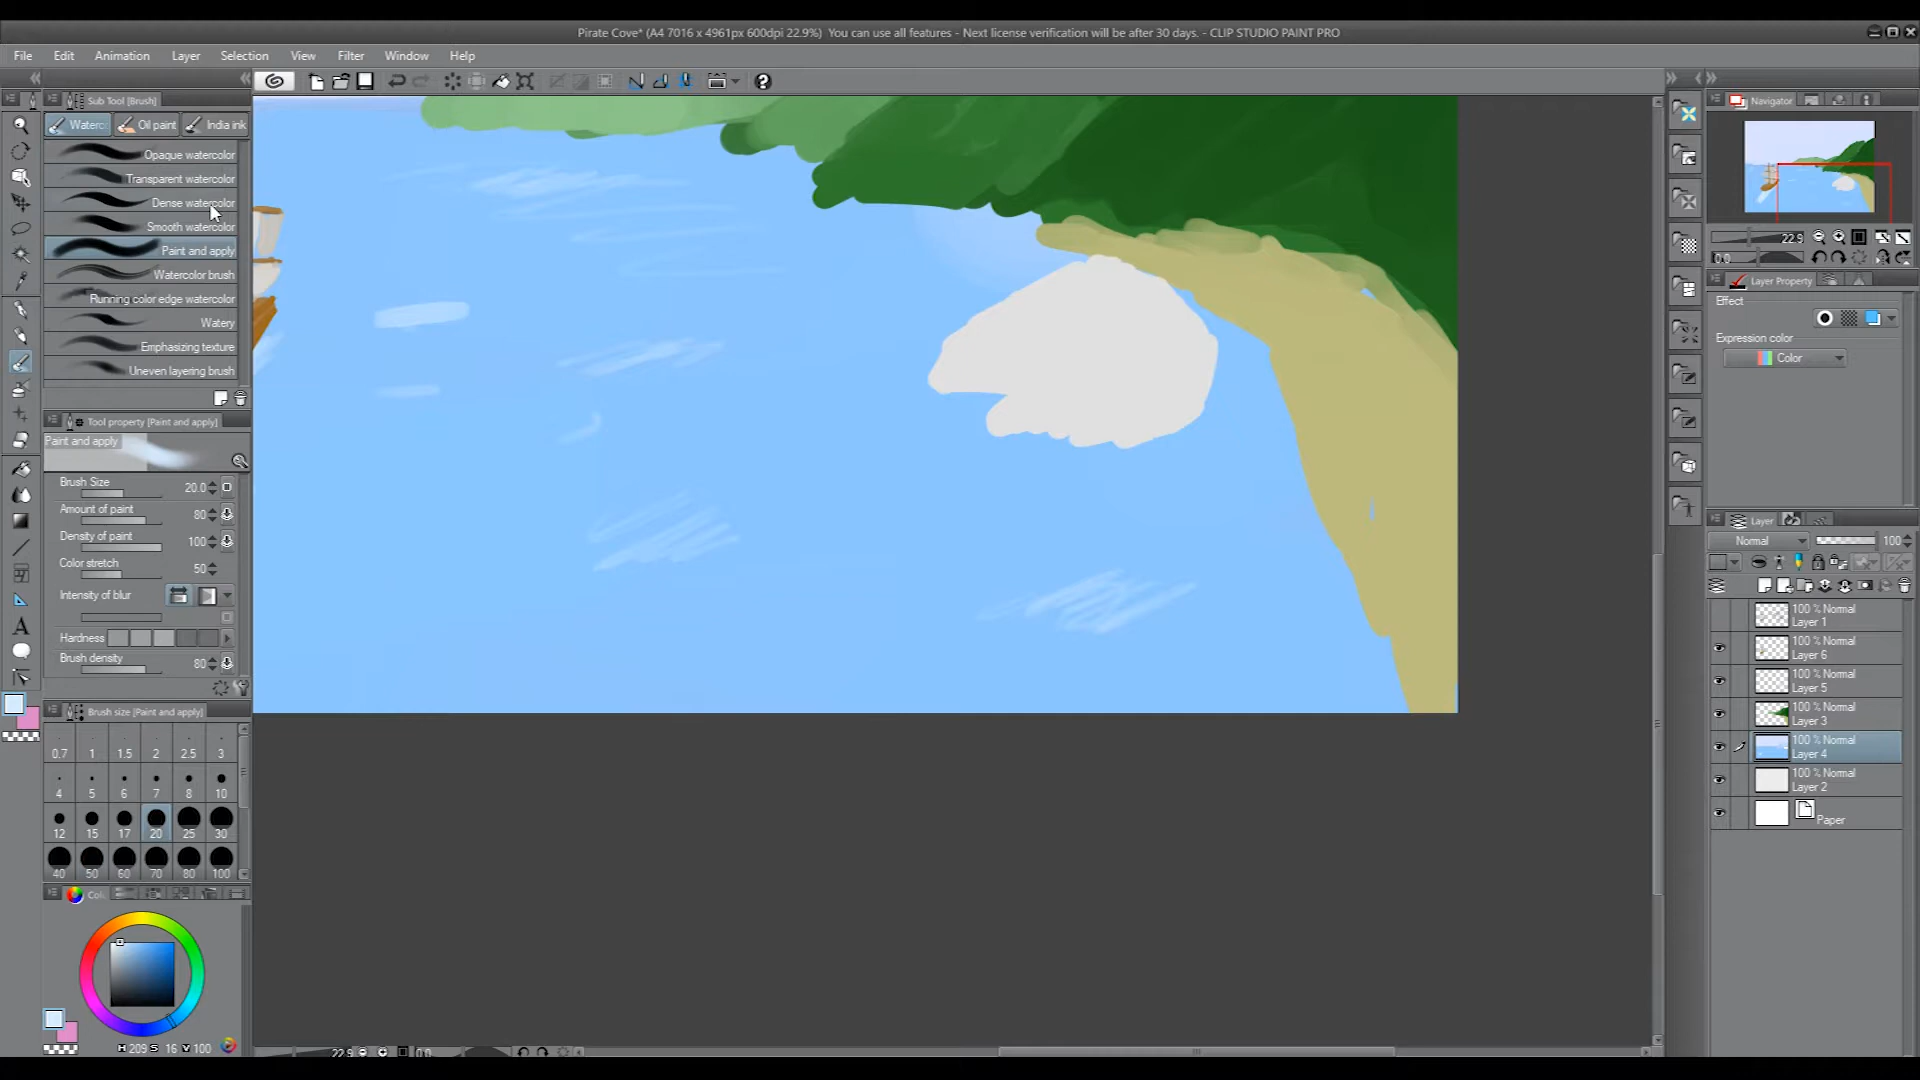 Pirate Cove* (A4 7016 x 4961px 600dpi 22.9%) You can use all features - Next license verification will be after 30 days. - CLIP STUDIO PAINT PRO
File Edit Animation Layer Selection View Filter Window Help
Sub Tool [Brush]
Waterc Oil paint India ink
Opaque watercolor
Transparent watercolor
Dense watercolor
Smooth watercolor
Paint and apply
Watercolor brush
Running color edge watercolor
Watery
Emphasizing texture
Uneven layering brush
Tool property [Paint and apply]
Paint and apply
Brush Size 20.0
Amount of paint 80
Density of paint 100
Color stretch 50
Intensity of blur
Hardness
Brush density 80
Brush size [Paint and apply]
0.7 1 1.5 2 2.5 3
4 5 6 7 8 10
12 15 17 20 25 30
40 50 60 70 80 100
Col
H 209 S 16 V 100
22.9 0.0
Navigator
22.9
0.0
Layer Property
Effect
Expression color
Color
Layer
Normal 100
100 % Normal
Layer 1
100 % Normal
Layer 6
100 % Normal
Layer 5
100 % Normal
Layer 3
100 % Normal
Layer 4
100 % Normal
Layer 2
Paper